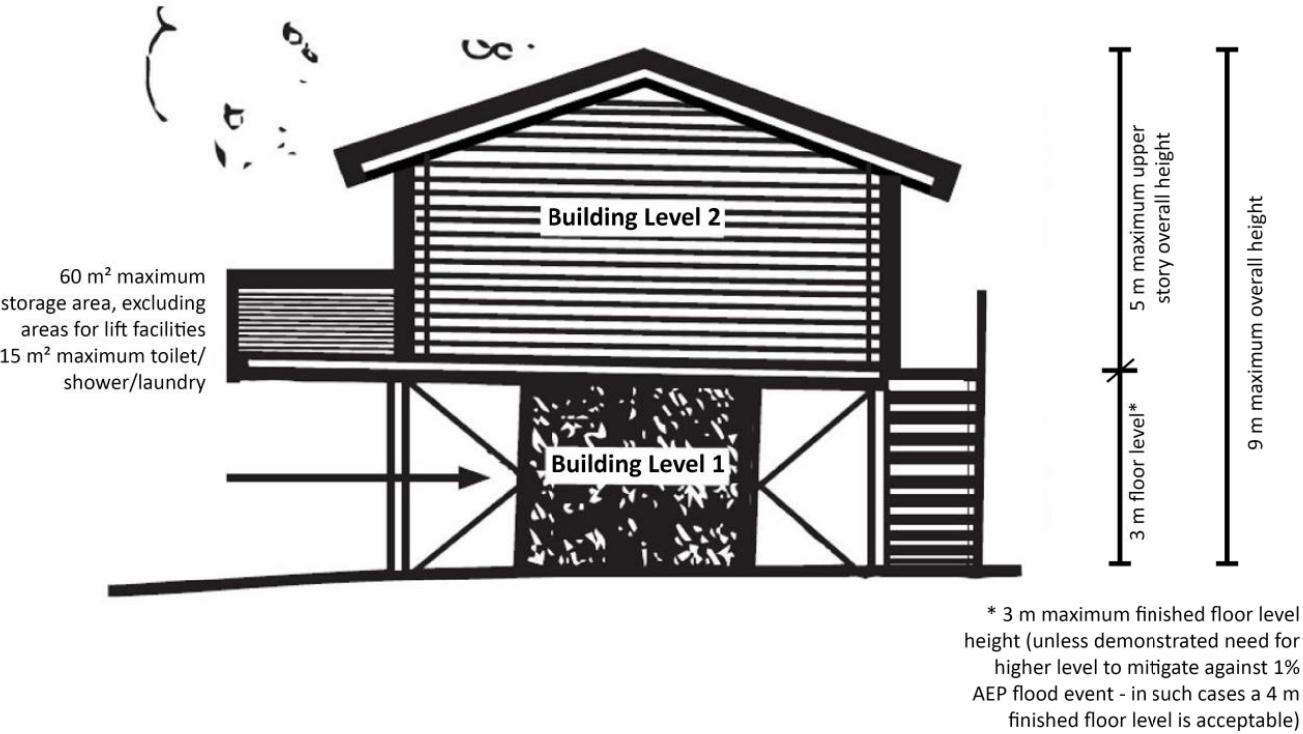 Building Level 2
60 m² maximum
storage area, excluding
areas for lift facilities
15 m² maximum toilet/
shower/laundry
Building Level 1
5 m maximum upper
story overall height
3 m floor level*
9 m maximum overall height
* 3 m maximum finished floor level
height (unless demonstrated need for
higher level to mitigate against 1%
AEP flood event - in such cases a 4 m
finished floor level is acceptable)